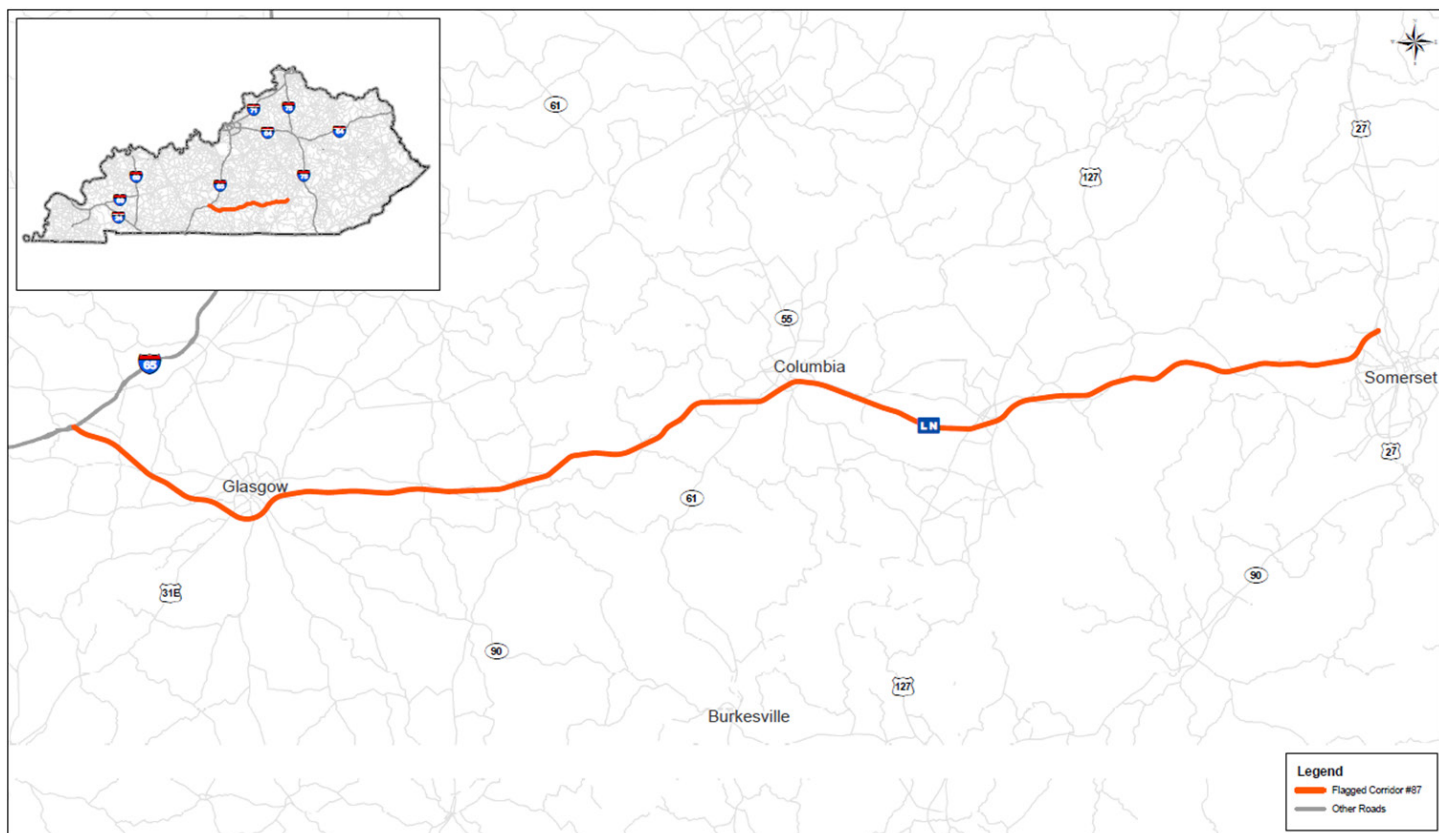 61
27
127
65
55
Columbia
Somerset
LN
27
Glasgow
61
90
31E
90
127
Burkesville
Legend
Flagged Corridor #87
Other Roads